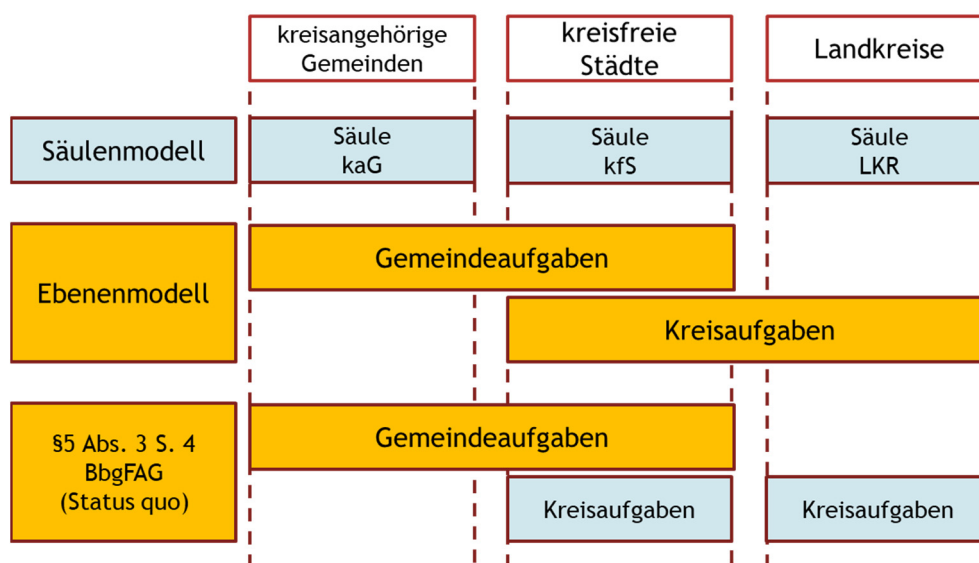 kreisangehörige
Gemeinden
kreisfreie
Städte
Landkreise
Säulenmodell
Säule
kaG
Säule
kfS
Säule
LKR
Ebenenmodell
Gemeindeaufgaben
Kreisaufgaben
§5 Abs. 3 S. 4
BbgFAG
(Status quo)
Gemeindeaufgaben
Kreisaufgaben
Kreisaufgaben